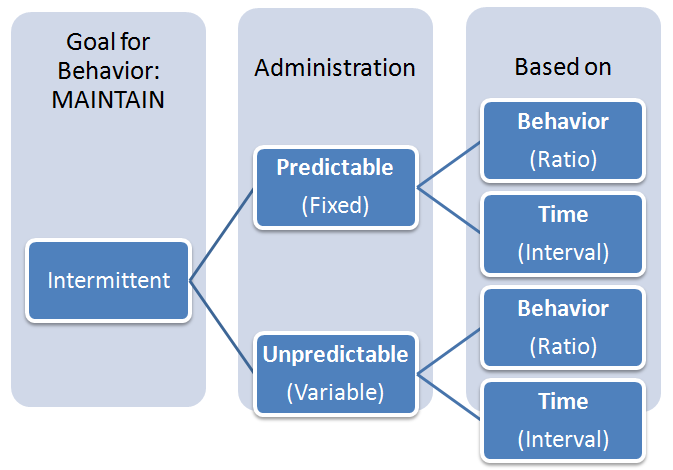 Goal for
Behavior:
MAINTAIN
Intermittent
Administration
Predictable
(Fixed)
Unpredictable
(Variable)
Based on
Behavior
(Ratio)
Time
(Interval)
Behavior
(Ratio)
Time
(Interval)